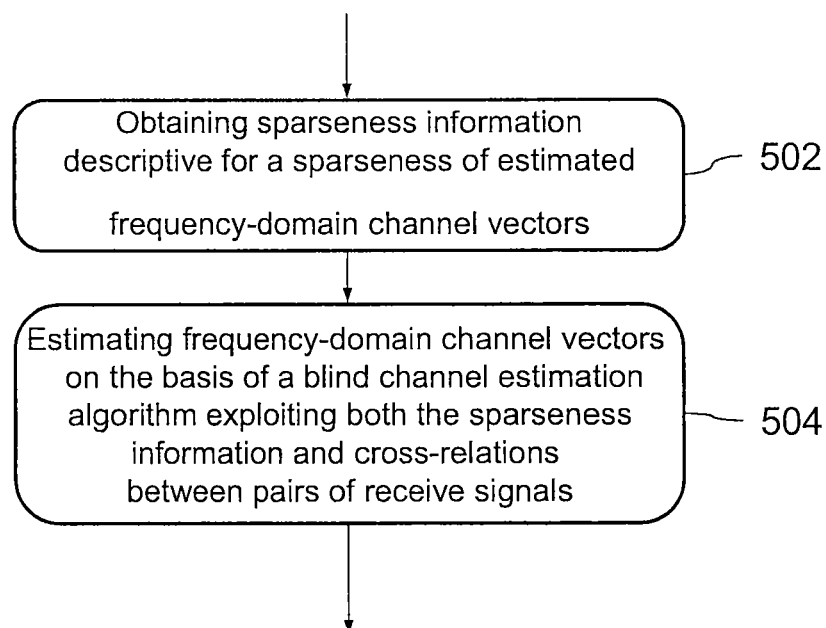 Obtaining sparseness information
descriptive for a sparseness of estimated
frequency-domain channel vectors
502
Estimating frequency-domain channel vectors
on the basis of a blind channel estimation
algorithm exploiting both the sparseness
information and cross-relations
between pairs of receive signals
504